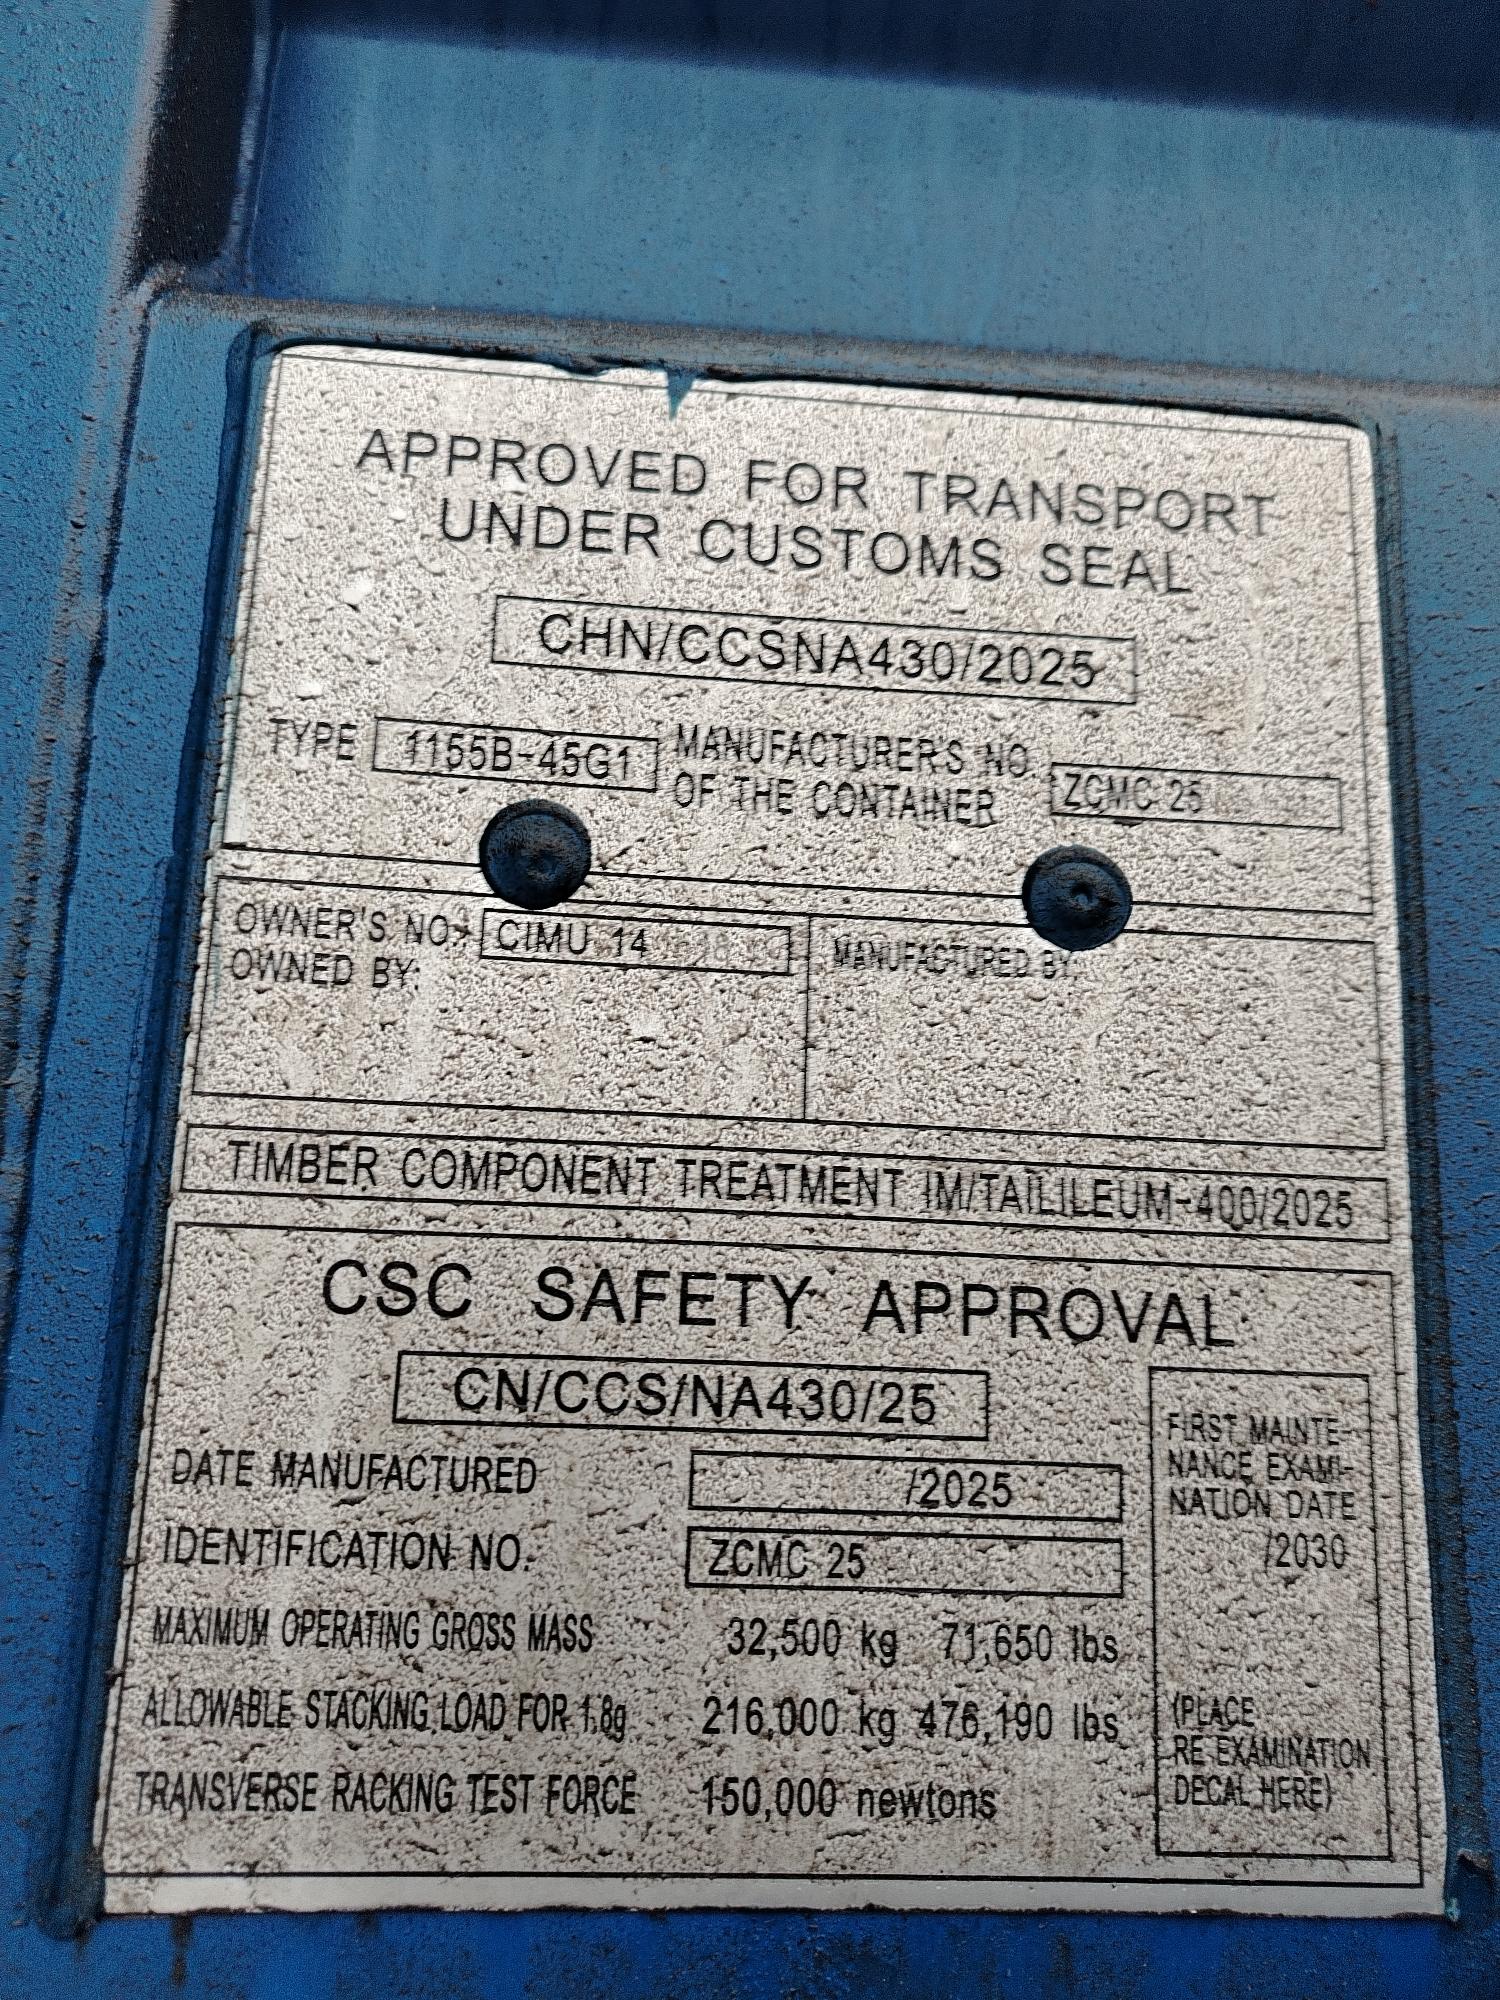 APPROVED FOR TRANSPORT
UNDER CUSTOMS SEAL
CHN/CCSNA430/2025
TYPE 1155B-45G1 MANUFACTURER'S NO.
OF THE CONTAINER ZCMC 25
OWNER'S NO.: CIMU 14
OWNED BY:
MANUFACTURED BY:
TIMBER COMPONENT TREATMENT IM/TAILILEUM-400/2025
CSC SAFETY APPROVAL
CN/CCS/NA430/25
DATE MANUFACTURED /2025
IDENTIFICATION NO. ZCMC 25
MAXIMUM OPERATING GROSS MASS 32,500 kg 71,650 lbs
ALLOWABLE STACKING LOAD FOR 1.8g 216,000 kg 476,190 lbs
TRANSVERSE RACKING TEST FORCE 150,000 newtons
FIRST MAINTE-
NANCE EXAMI-
NATION DATE
/2030
(PLACE
RE EXAMINATION
DECAL HERE)